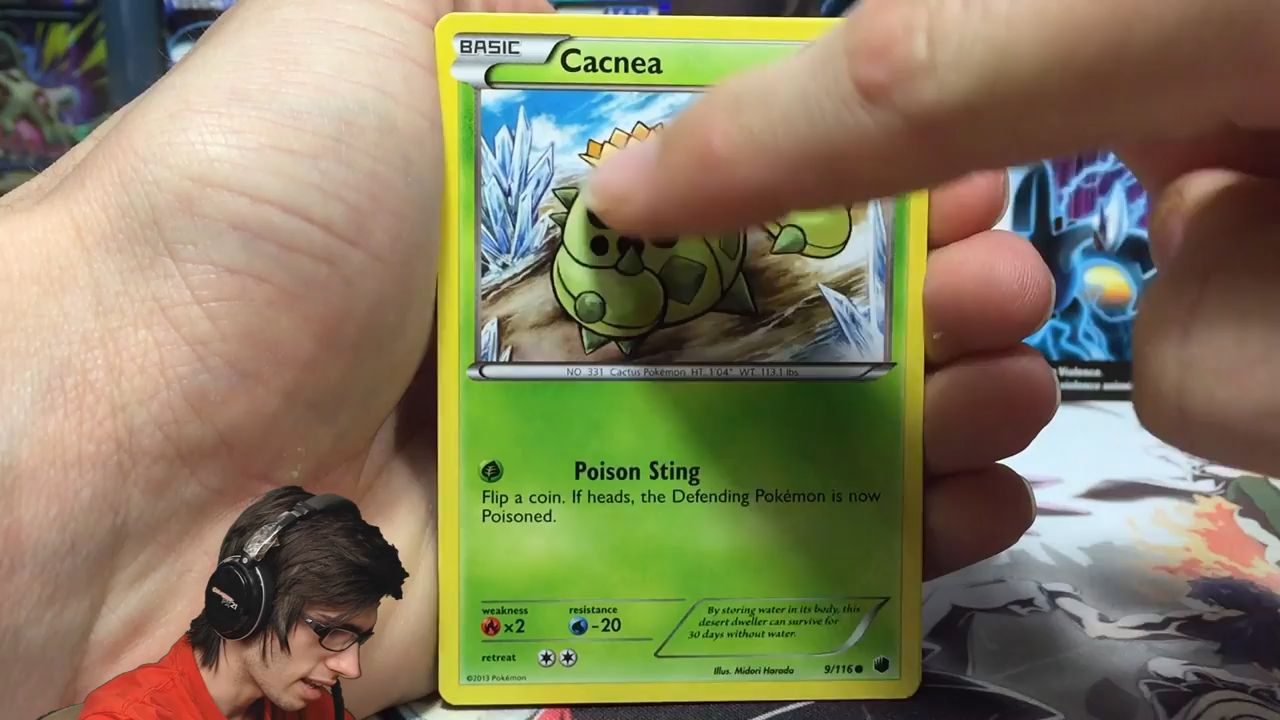 BASIC
Cacnea
NO. 331 Cactus Pokémon HT. 1'04" WT. 113.1 lbs
Poison Sting
Flip a coin. If heads, the Defending Pokémon is now
Poisoned.
weakness
×2
resistance
-20
By storing water in its body, this
desert dweller can survive for
30 days without water.
retreat
Illus. Midori Harada
9/116
©2013 Pokémon
Violence